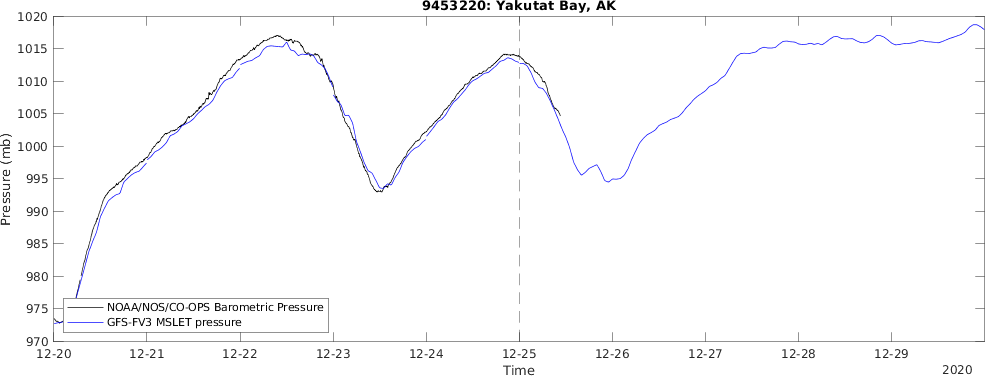 9453220: Yakutat Bay, AK
Pressure (mb)
1020
1015
1010
1005
1000
995
990
985
980
975
970
NOAA/NOS/CO-OPS Barometric Pressure
GFS-FV3 MSLET pressure
12-20 12-21 12-22 12-23 12-24 12-25 12-26 12-27 12-28 12-29
Time
2020